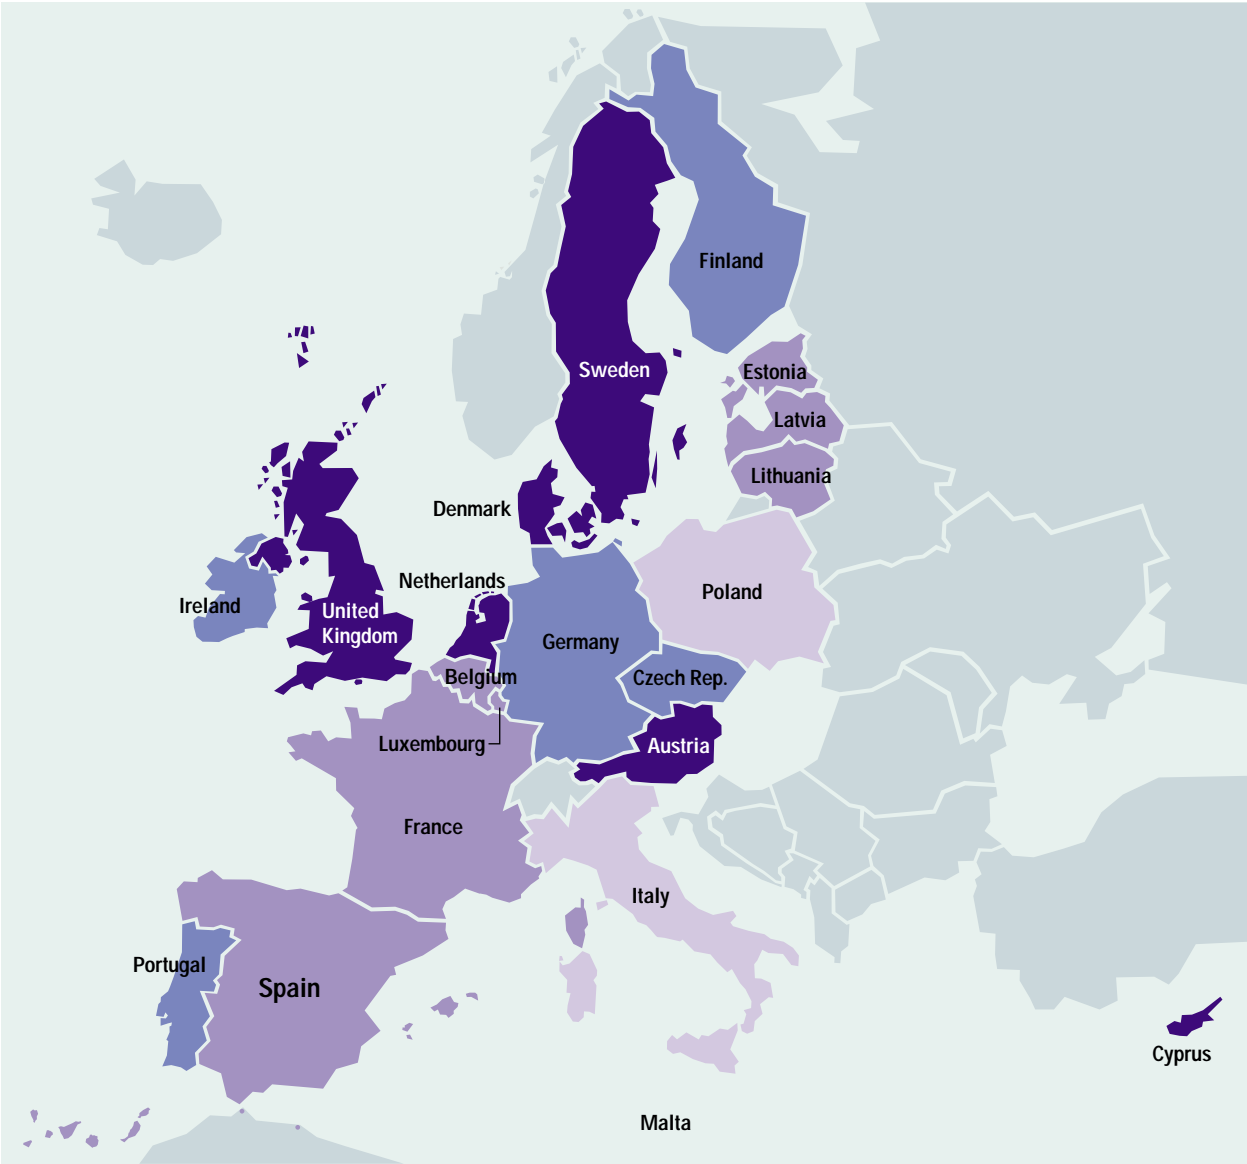 Finland
Sweden
Estonia
Latvia
Lithuania
Denmark
Netherlands
Poland
Ireland
United
Kingdom
Germany
Belgium
Czech Rep.
Luxembourg
Austria
France
Italy
Portugal
Spain
Cyprus
Malta